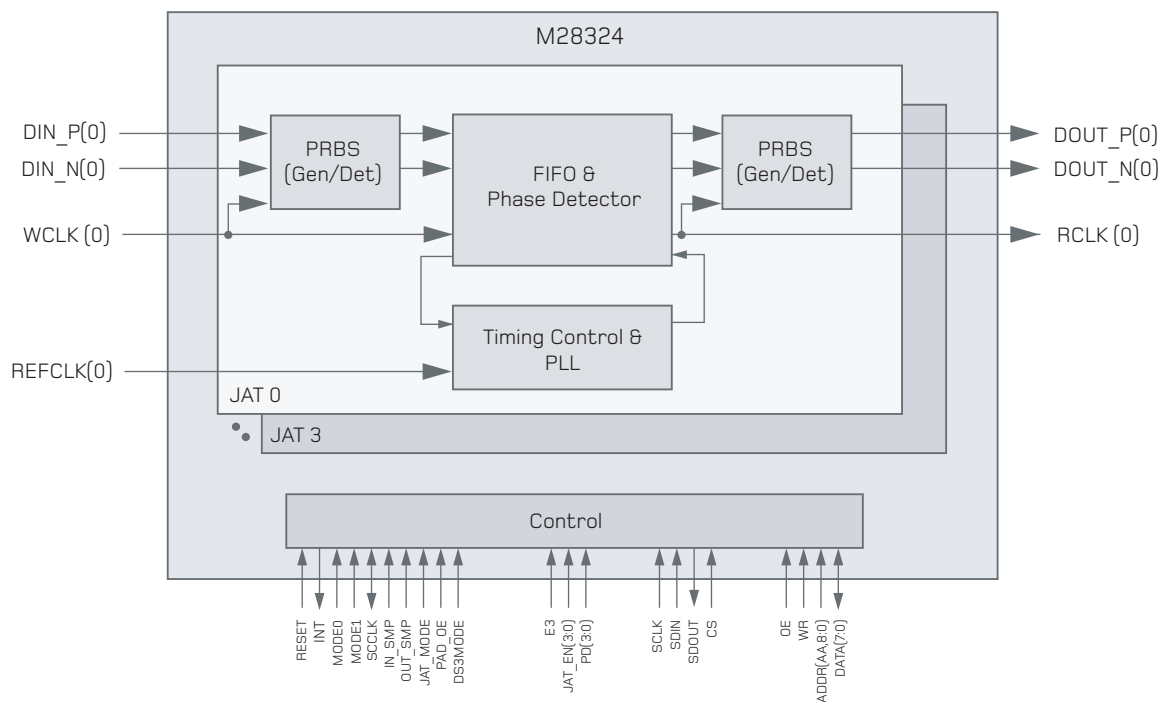 M28324
DIN_P(0)
DIN_N(0)
WCLK (0)
REFCLK(0)
PRBS
(Gen/Det)
FIFO &
Phase Detector
PRBS
(Gen/Det)
Timing Control &
PLL
DOUT_P(0)
DOUT_N(0)
RCLK (0)
JAT 0
JAT 3
Control
RESET
INT
MODE0
MODE1
SCCLK
IN_SMP
OUT_SMP
JAT_MODE
PAD_OE
DS3MODE
E3
JAT_EN(3:0)
PD(3:0)
SCLK
SDIN
SDOUT
CS
OE
WR
ADDR(AA,8:0)
DATA(7:0)